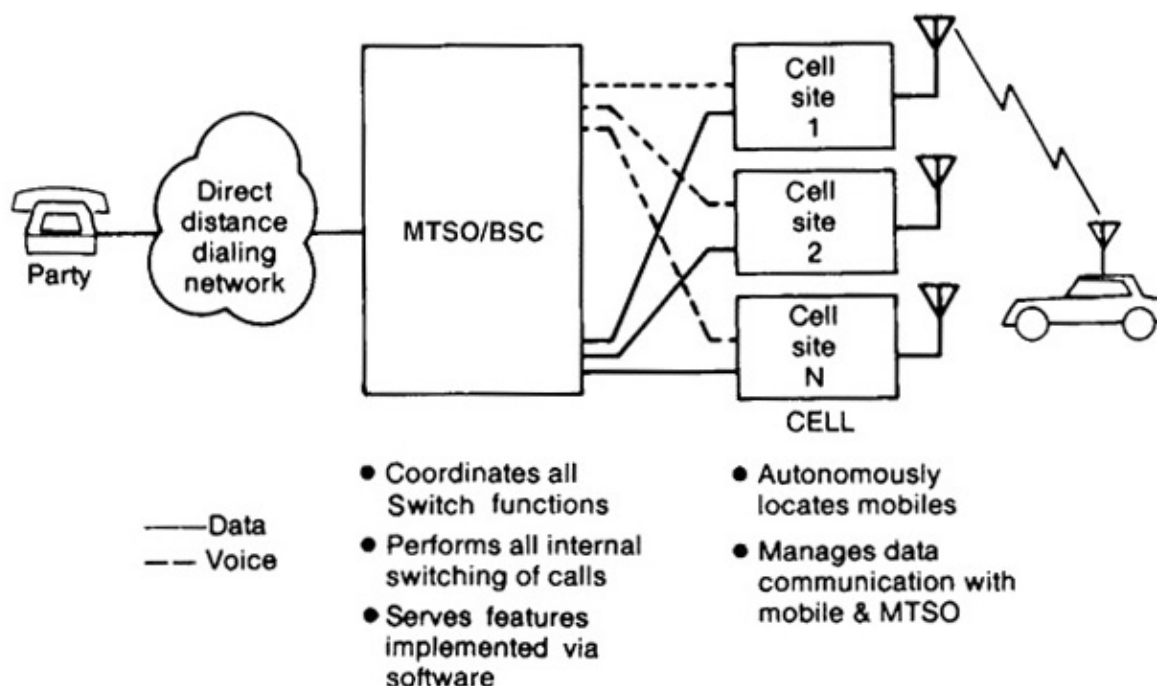 Party
Direct
distance
dialing
network
MTSO/BSC
Cell
site
1
Cell
site
2
Cell
site
N
CELL
Data
Voice
● Coordinates all
Switch functions
● Performs all internal
switching of calls
● Serves features
implemented via
software
● Autonomously
locates mobiles
● Manages data
communication with
mobile & MTSO